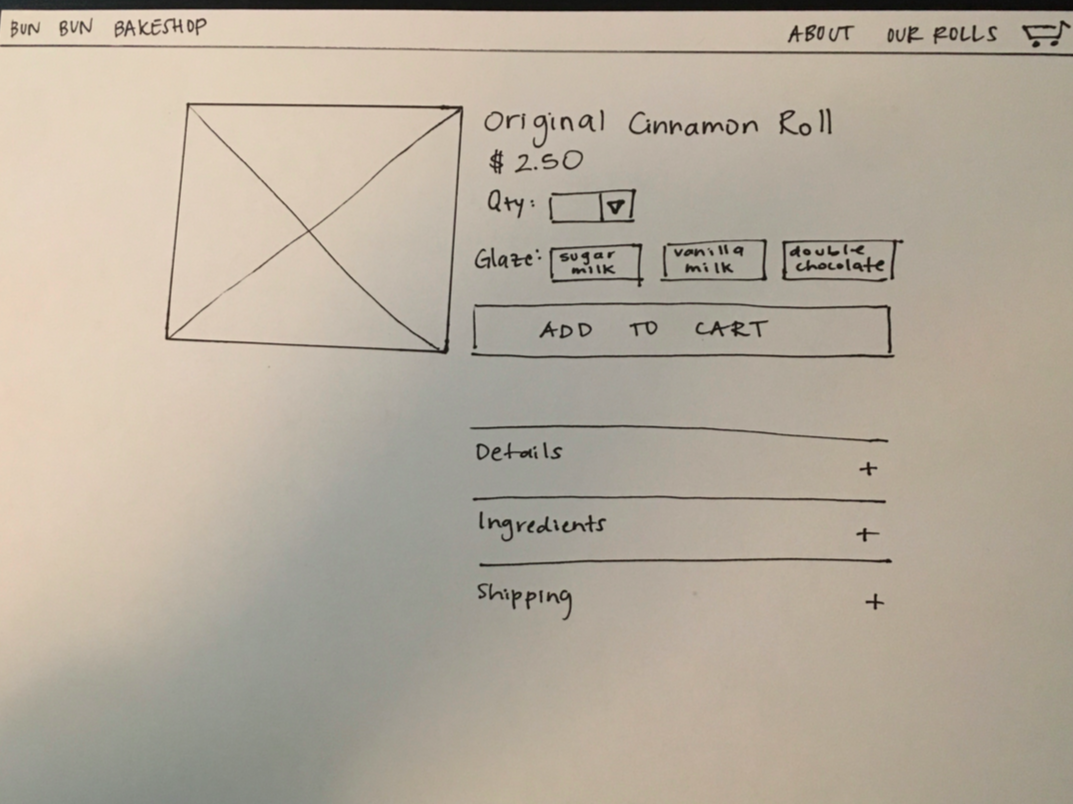 BUN BUN BAKESHOP
ABOUT OUR ROLLS
Original Cinnamon Roll
$ 2.50
Qty:
Glaze:
sugar
milk
vanilla
milk
double
chocolate
ADD TO CART
Details +
Ingredients +
Shipping +